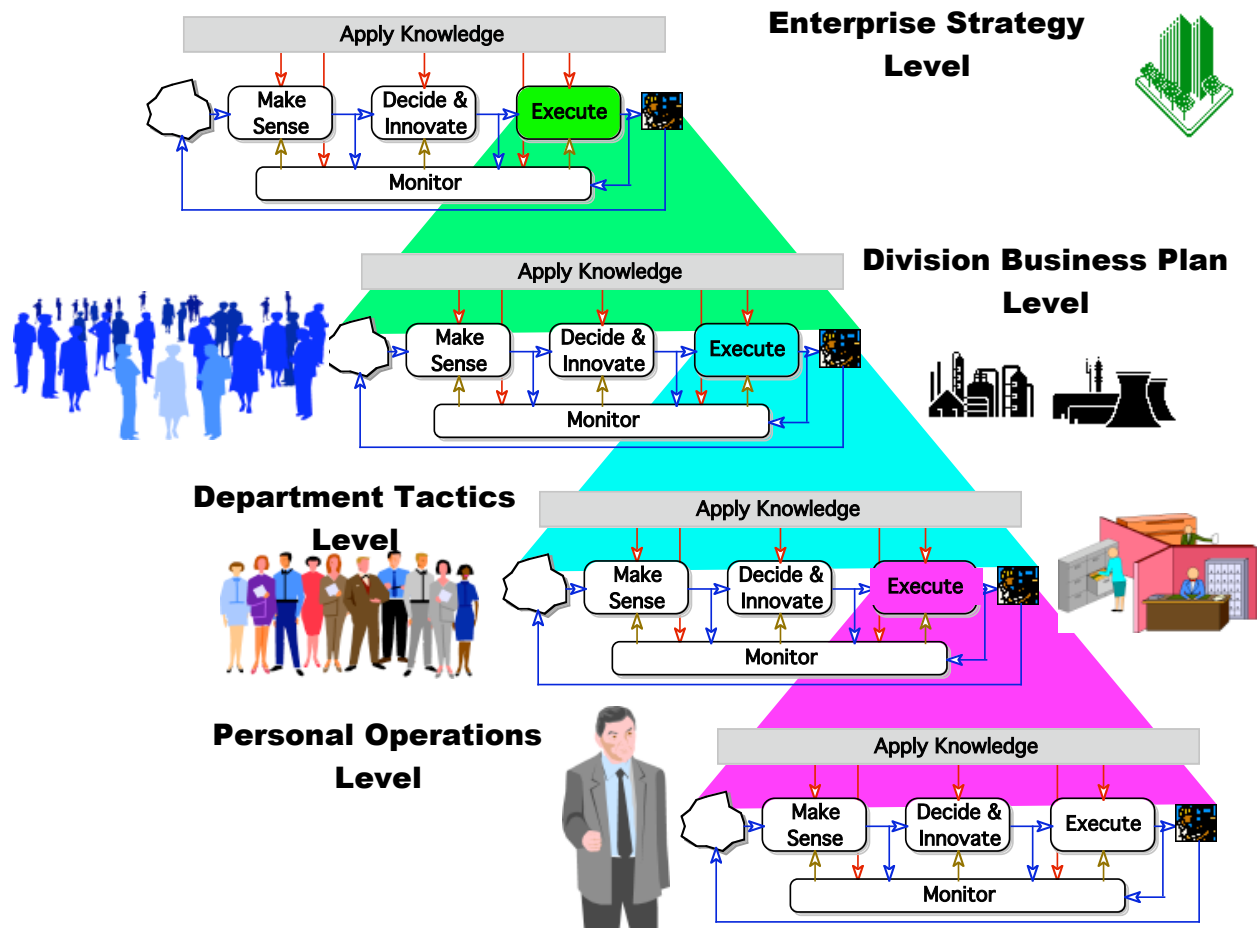 Enterprise Strategy
Level
Apply Knowledge
Make
Sense
Decide &
Innovate
Execute
Monitor
Division Business Plan
Level
Apply Knowledge
Make
Sense
Decide &
Innovate
Execute
Monitor
Department Tactics
Level
Apply Knowledge
Make
Sense
Decide &
Innovate
Execute
Monitor
Personal Operations
Level
Apply Knowledge
Make
Sense
Decide &
Innovate
Execute
Monitor